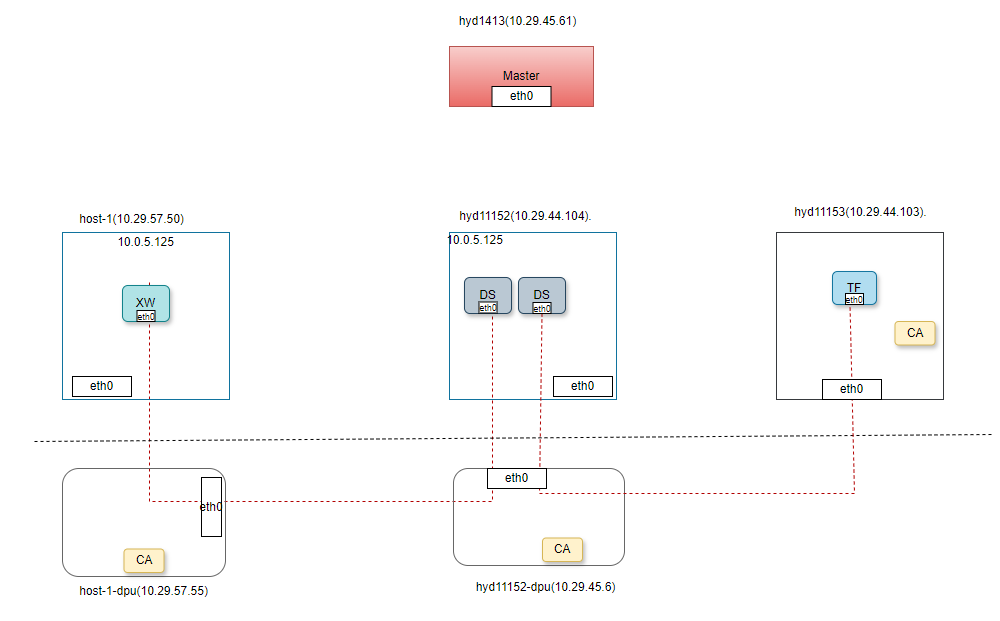 hyd1413(10.29.45.61)
Master
eth0
host-1(10.29.57.50)
hyd11152(10.29.44.104).
hyd11153(10.29.44.103).
10.0.5.125
10.0.5.125
XW
eth0
DS
eth0
DS
eth0
TF
eth0
CA
eth0
eth0
eth0
eth0
eth0
CA
CA
host-1-dpu(10.29.57.55)
hyd11152-dpu(10.29.45.6)